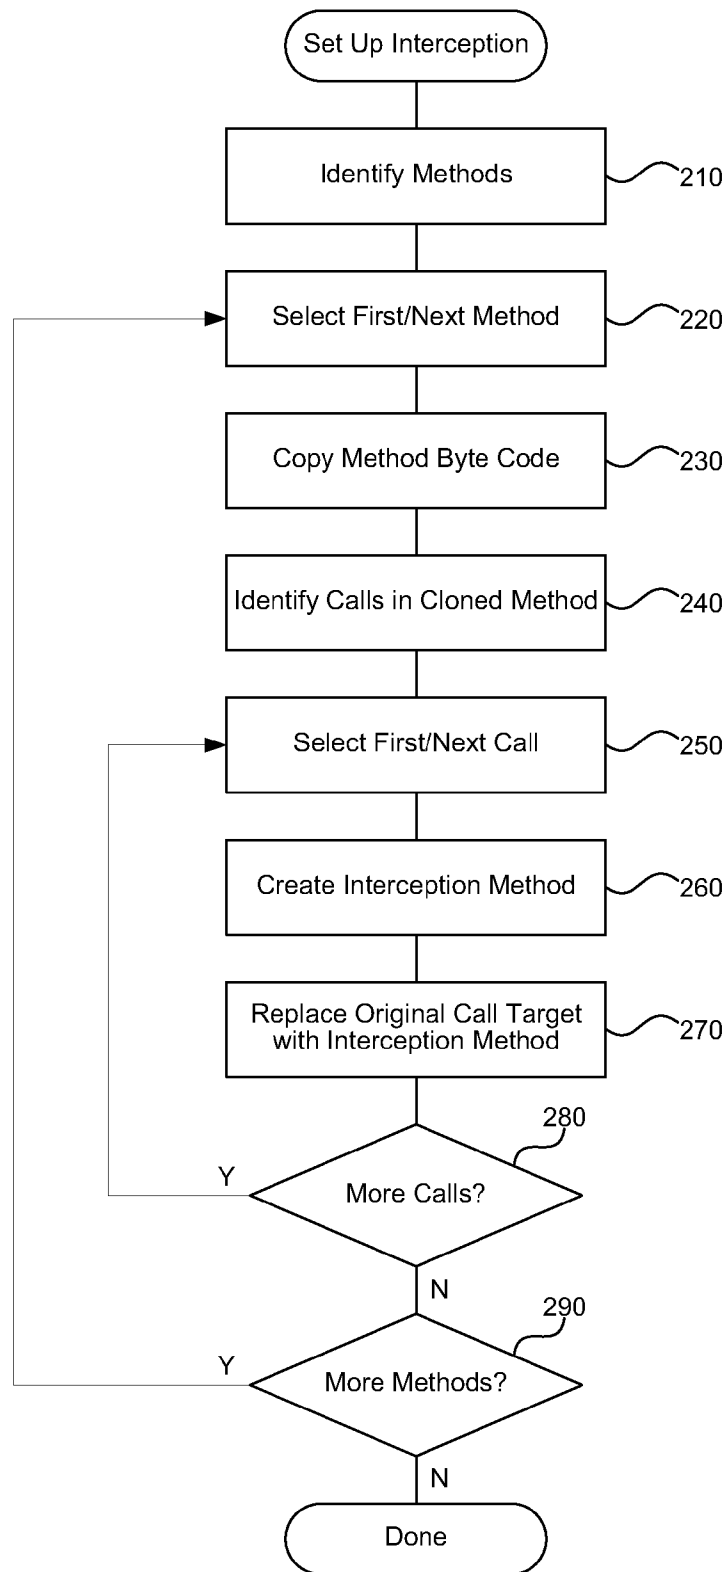 Set Up Interception
Identify Methods
210
Select First/Next Method
220
Copy Method Byte Code
230
Identify Calls in Cloned Method
240
Select First/Next Call
250
Create Interception Method
260
Replace Original Call Target
with Interception Method
270
280
More Calls?
Y
N
290
More Methods?
Y
N
Done